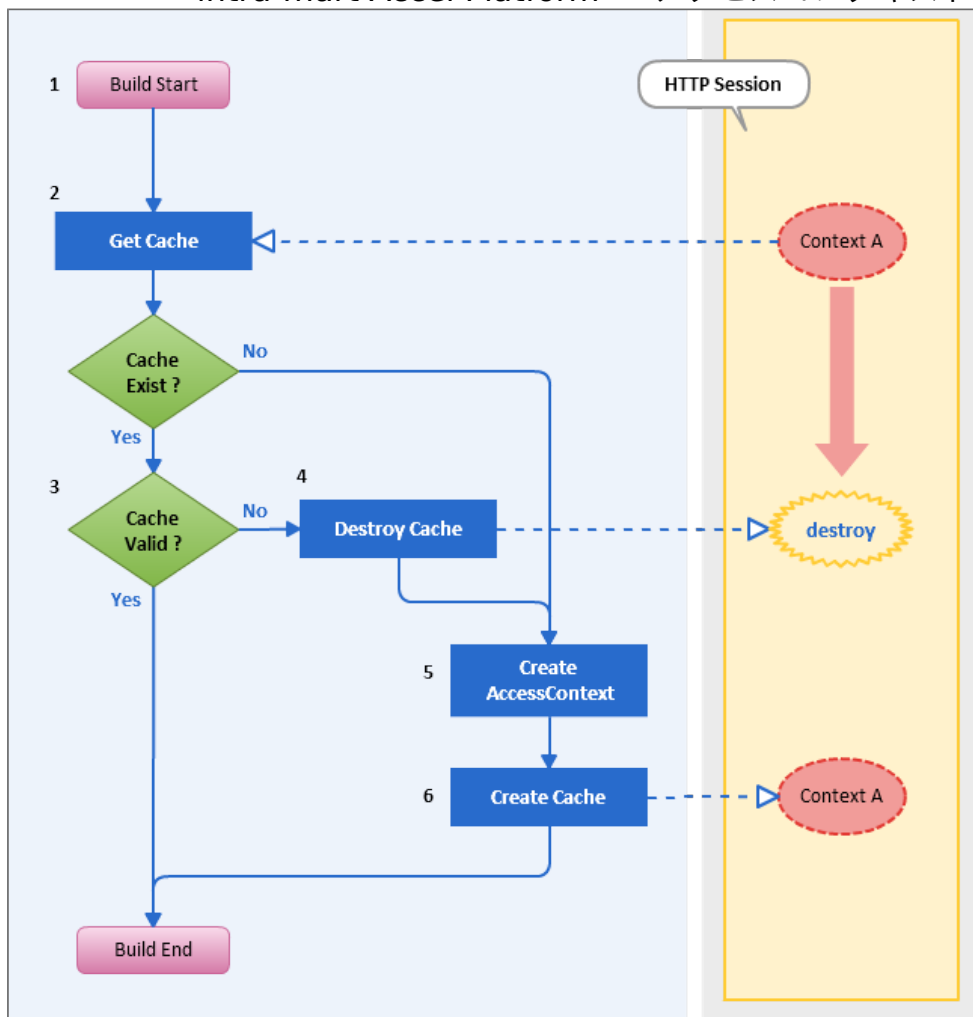 1
Build Start
HTTP Session
2
Get Cache
Context A
Cache
Exist ?
No
Yes
3
4
Cache
Valid ?
No
Destroy Cache
destroy
Yes
5
Create
AccessContext
6
Create Cache
Context A
Build End